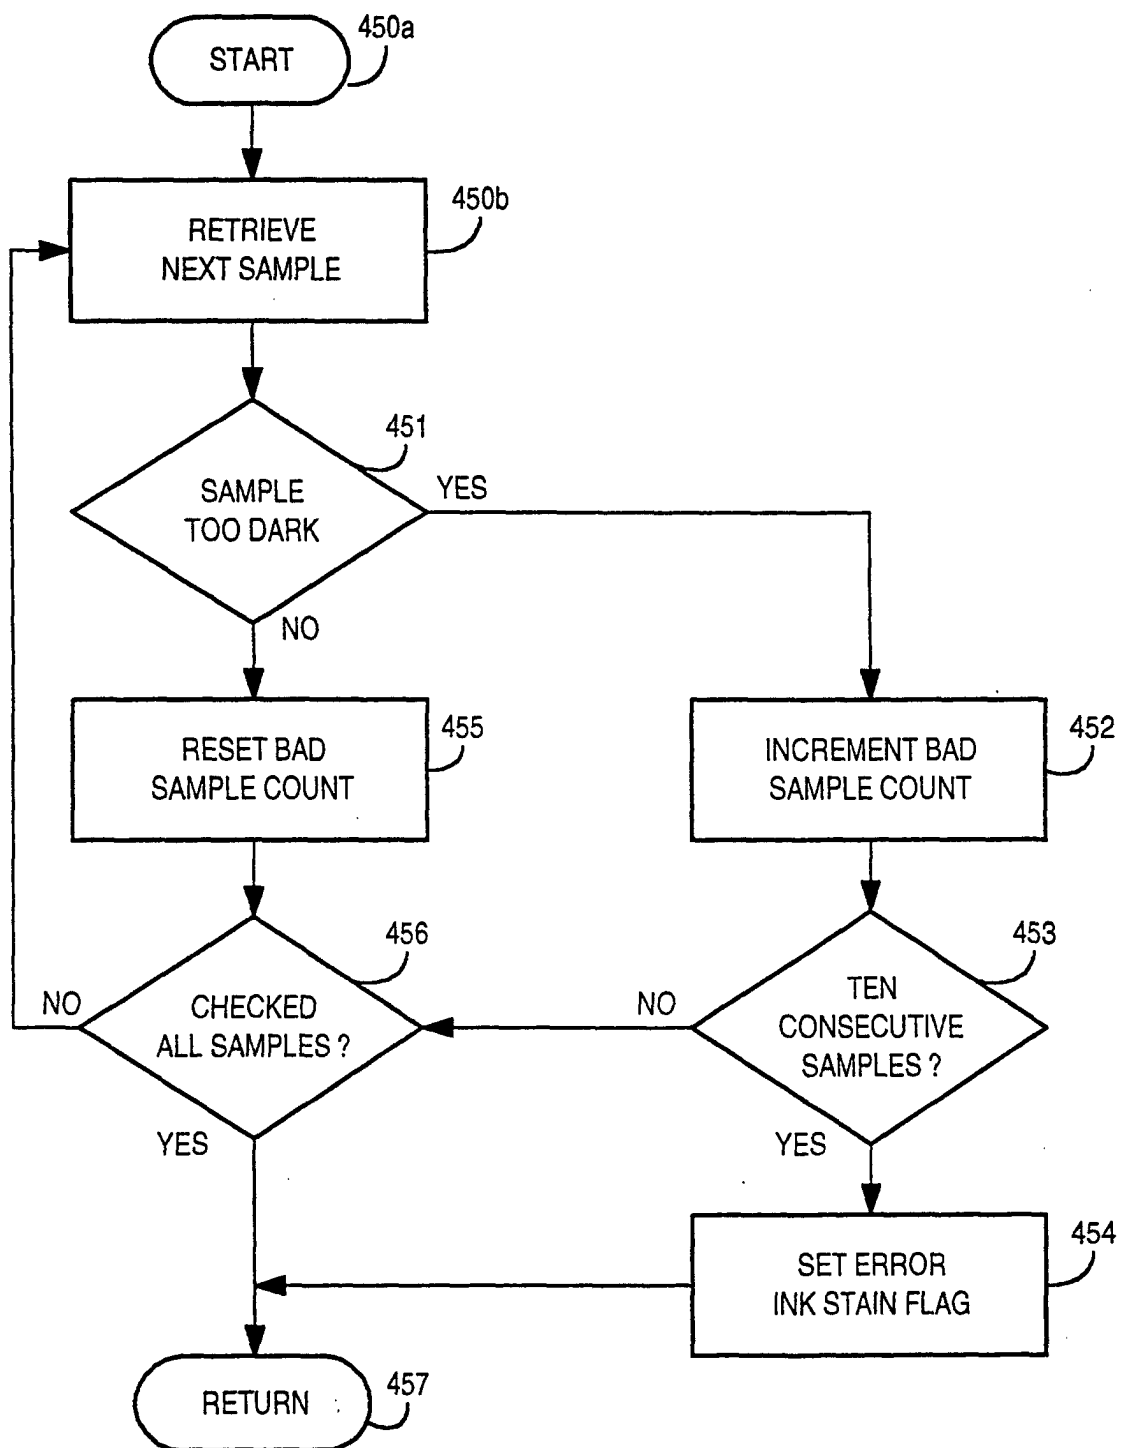 450a
START
450b
RETRIEVE
NEXT SAMPLE
451
SAMPLE
TOO DARK
YES
NO
455
RESET BAD
SAMPLE COUNT
452
INCREMENT BAD
SAMPLE COUNT
456
CHECKED
ALL SAMPLES ?
NO
YES
453
TEN
CONSECUTIVE
SAMPLES ?
NO
YES
454
SET ERROR
INK STAIN FLAG
RETURN
457